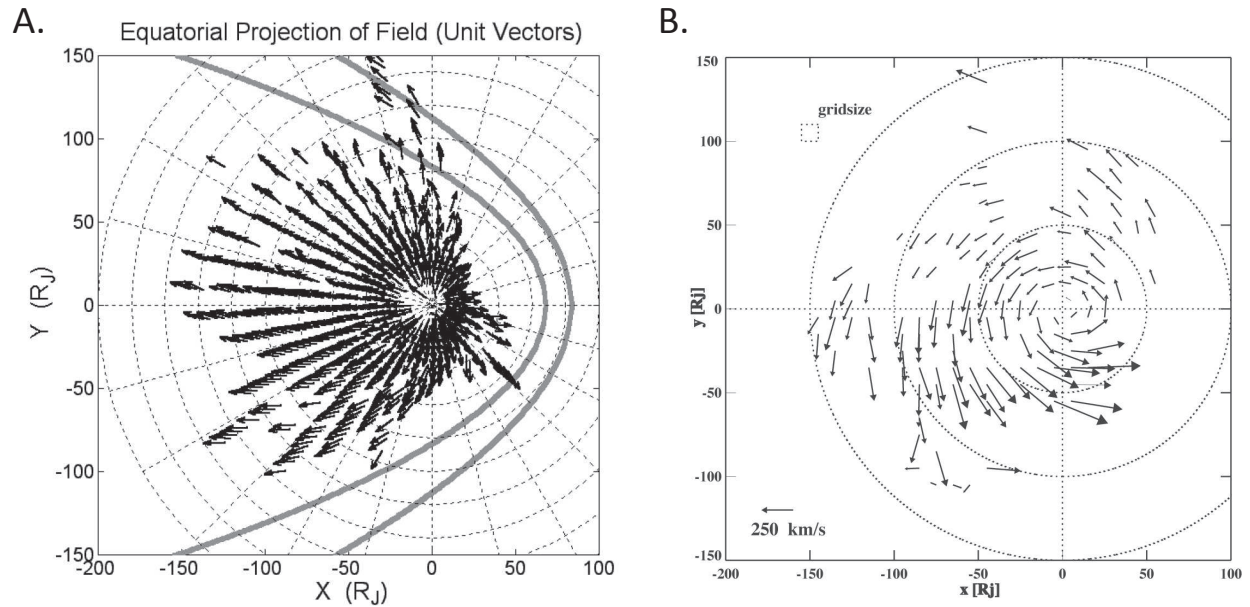 A.
Equatorial Projection of Field (Unit Vectors)
150
100
50
0
-50
-100
-150
Y (RJ)
-200 -150 -100 -50 0 50 100
X (RJ)
B.
150
100
50
0
-50
-100
-150
y [Rj]
gridsize
250 km/s
-200 -150 -100 -50 0 50 100
x [Rj]